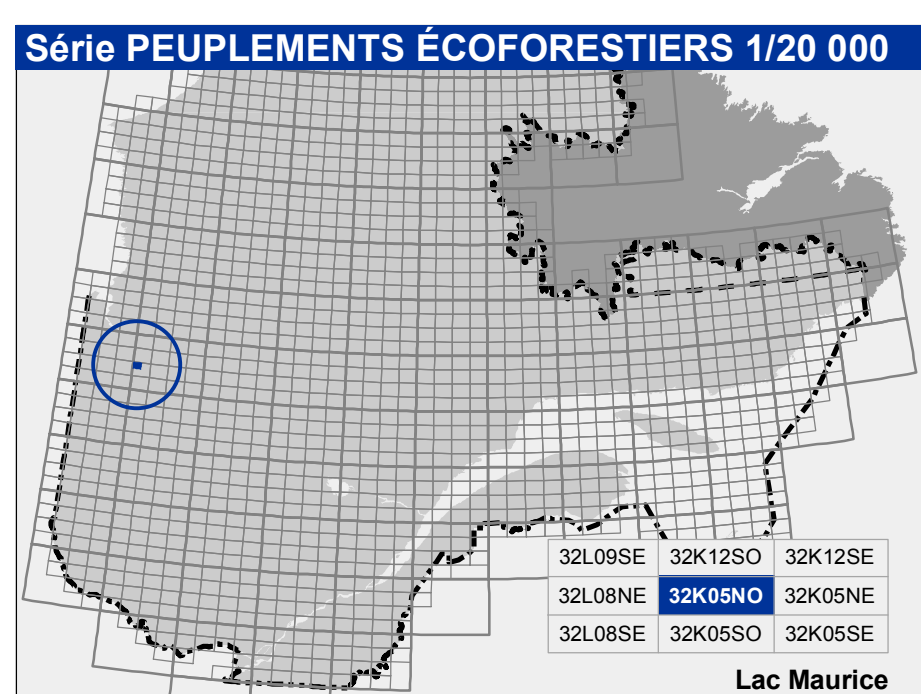 Série PEUPLEMENTS ÉCOFORESTIERS 1/20 000
32L09SE 32K12SO 32K12SE
32L08NE 32K05NO 32K05NE
32L08SE 32K05SO 32K05SE
Lac Maurice